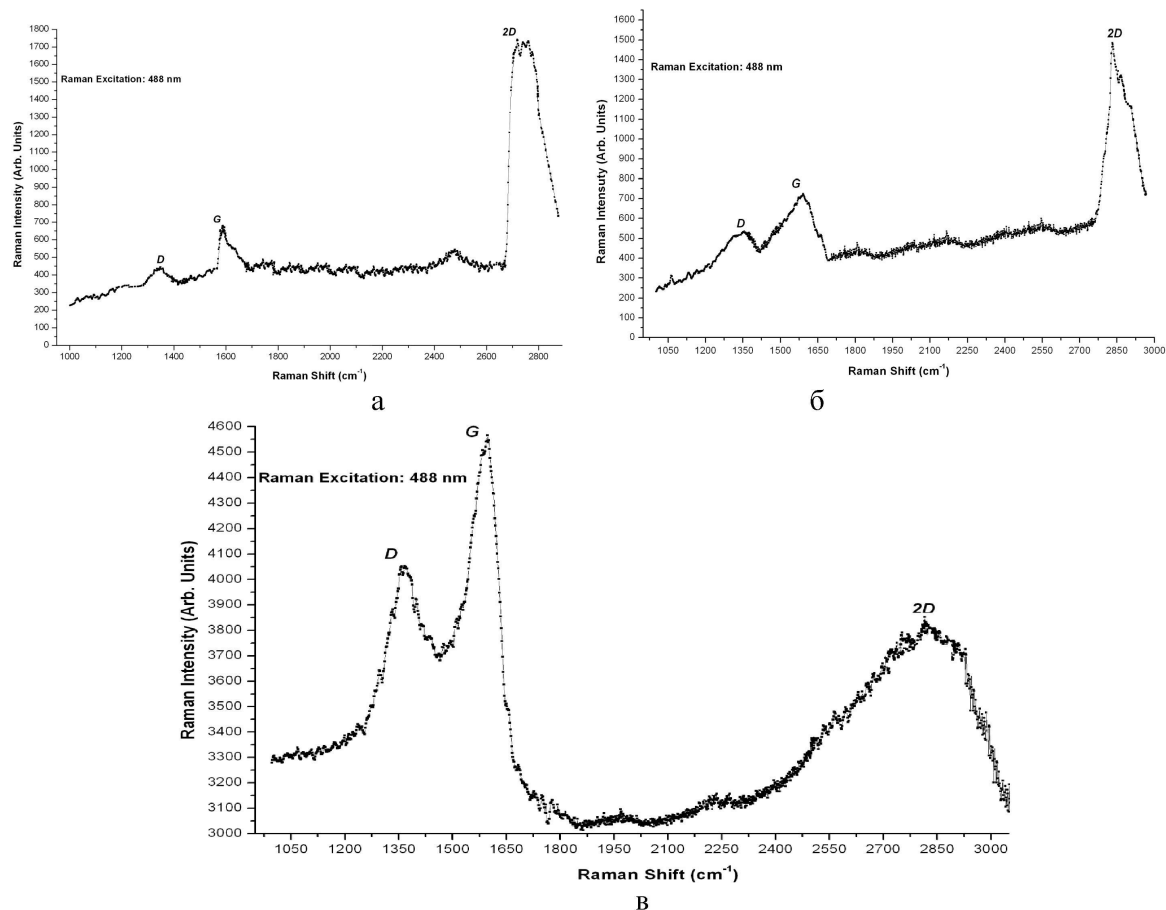 2D
Raman Excitation: 488 nm
G
D
Raman Intensity (Arb. Units)
1800
1700
1600
1500
1400
1300
1200
1100
1000
900
800
700
600
500
400
300
200
100
0
1000 1200 1400 1600 1800 2000 2200 2400 2600 2800
Raman Shift (cm⁻¹)
а
2D
Raman Excitation: 488 nm
G
D
Raman Intensuty (Arb. Units)
1600
1500
1400
1300
1200
1100
1000
900
800
700
600
500
400
300
200
100
0
1050 1200 1350 1500 1650 1800 1950 2100 2250 2400 2550 2700 2850 3000
Raman Shift (cm⁻¹)
б
G
Raman Excitation: 488 nm
D
2D
Raman Intensity (Arb. Units)
4600
4500
4400
4300
4200
4100
4000
3900
3800
3700
3600
3500
3400
3300
3200
3100
3000
1050 1200 1350 1500 1650 1800 1950 2100 2250 2400 2550 2700 2850 3000
Raman Shift (cm⁻¹)
в